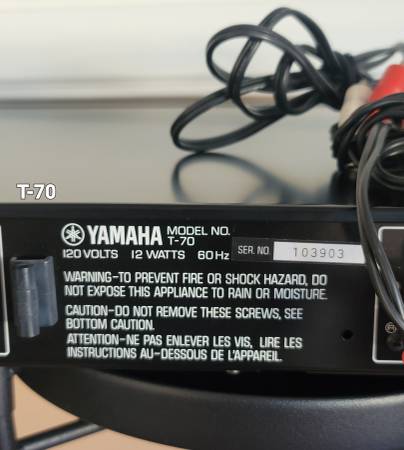 T-70
YAMAHA MODEL NO. T-70
120 VOLTS 12 WATTS 60Hz
SER. NO. 103903
WARNING–TO PREVENT FIRE OR SHOCK HAZARD, DO
NOT EXPOSE THIS APPLIANCE TO RAIN OR MOISTURE.
CAUTION–DO NOT REMOVE THESE SCREWS, SEE
BOTTOM CAUTION.
ATTENTION–NE PAS ENLEVER LES VIS, LIRE LES
INSTRUCTIONS AU-DESSOUS DE L'APPAREIL.
R